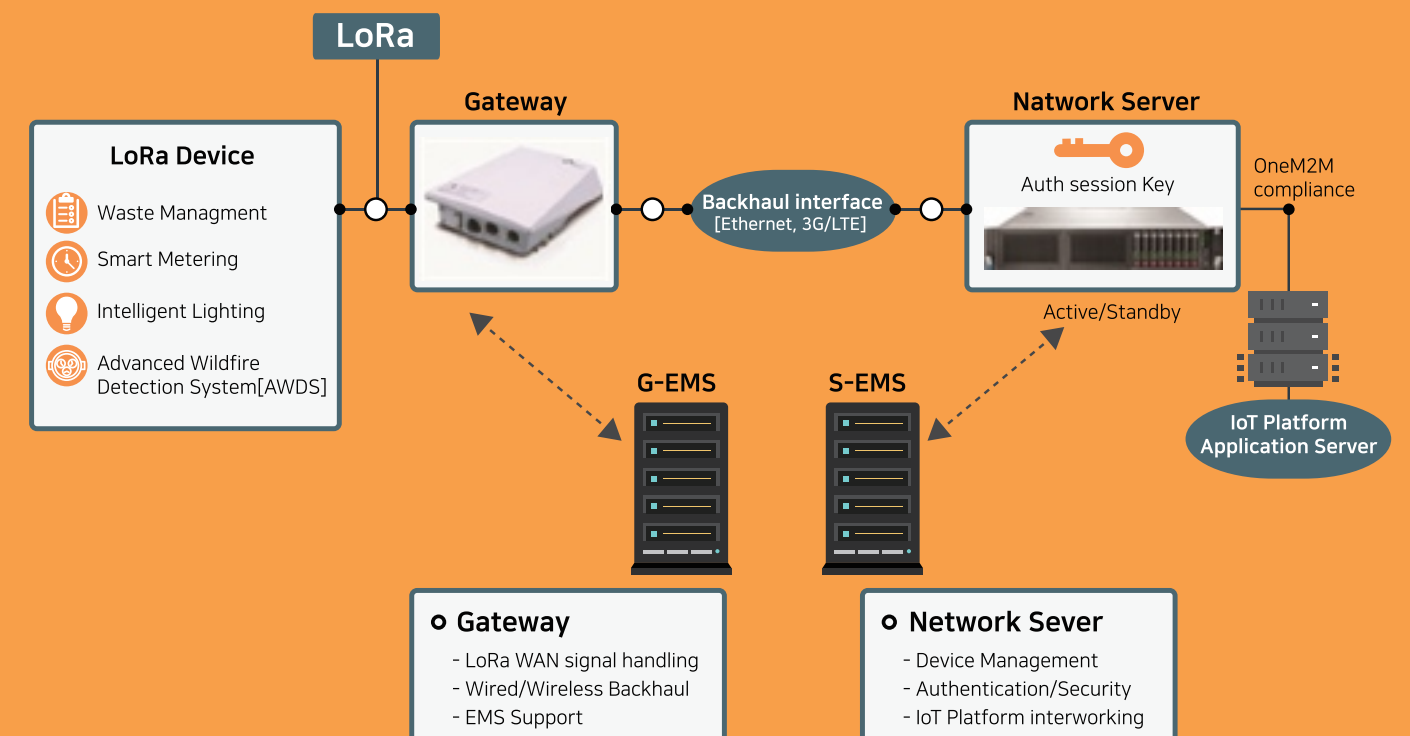 LoRa
Gateway
Natwork Server
LoRa Device
Waste Managment
Smart Metering
Intelligent Lighting
Advanced Wildfire
Detection System[AWDS]
Backhaul interface
[Ethernet, 3G/LTE]
Auth session Key
OneM2M
compliance
Active/Standby
G-EMS
S-EMS
IoT Platform
Application Server
Gateway
- LoRa WAN signal handling
- Wired/Wireless Backhaul
- EMS Support
Network Sever
- Device Management
- Authentication/Security
- IoT Platform interworking